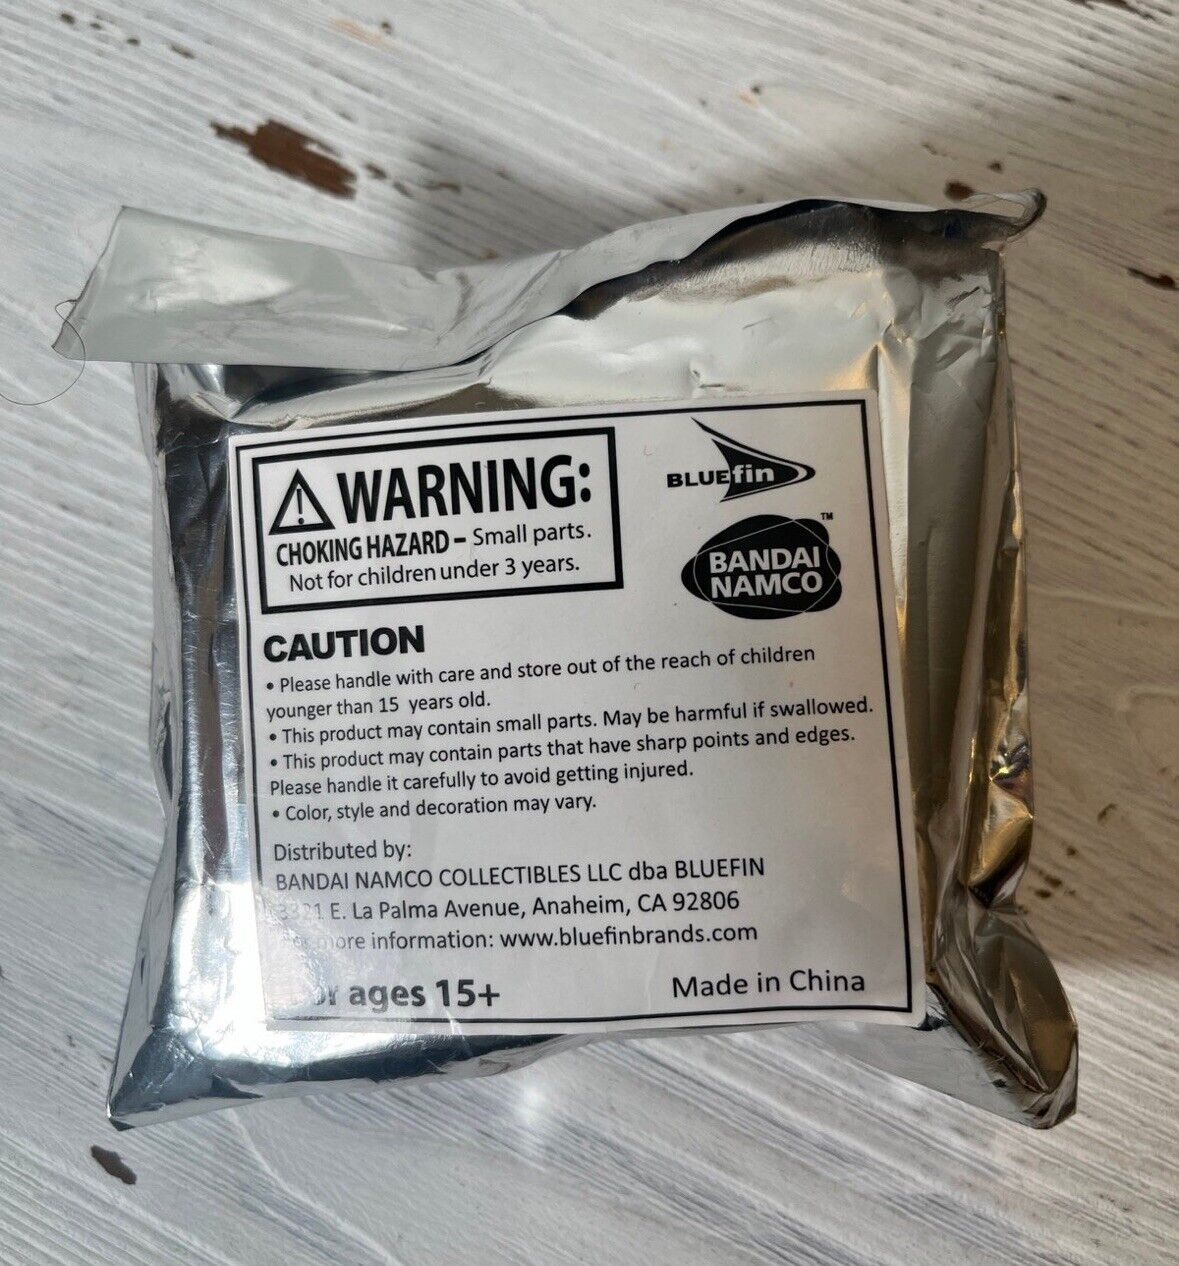 WARNING:
CHOKING HAZARD – Small parts.
Not for children under 3 years.
BLUEfin
BANDAI
NAMCO
TM
CAUTION
• Please handle with care and store out of the reach of children
younger than 15 years old.
• This product may contain small parts. May be harmful if swallowed.
• This product may contain parts that have sharp points and edges.
Please handle it carefully to avoid getting injured.
• Color, style and decoration may vary.
Distributed by:
BANDAI NAMCO COLLECTIBLES LLC dba BLUEFIN
E. La Palma Avenue, Anaheim, CA 92806
more information: www.bluefinbrands.com
ages 15+
Made in China